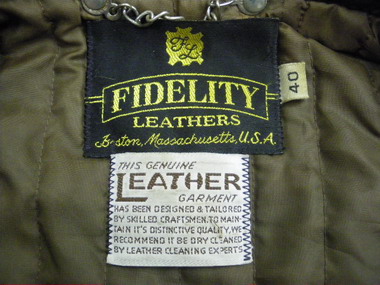 FL
FIDELITY
LEATHERS
Boston, Massachusetts, U.S.A.
40
THIS GENUINE
LEATHER
GARMENT
HAS BEEN DESIGNED & TAILORED
BY SKILLED CRAFTSMEN. TO MAIN-
TAIN IT'S DISTINCTIVE QUALITY, WE
RECOMMEND IT BE DRY CLEANED
BY LEATHER CLEANING EXPERTS